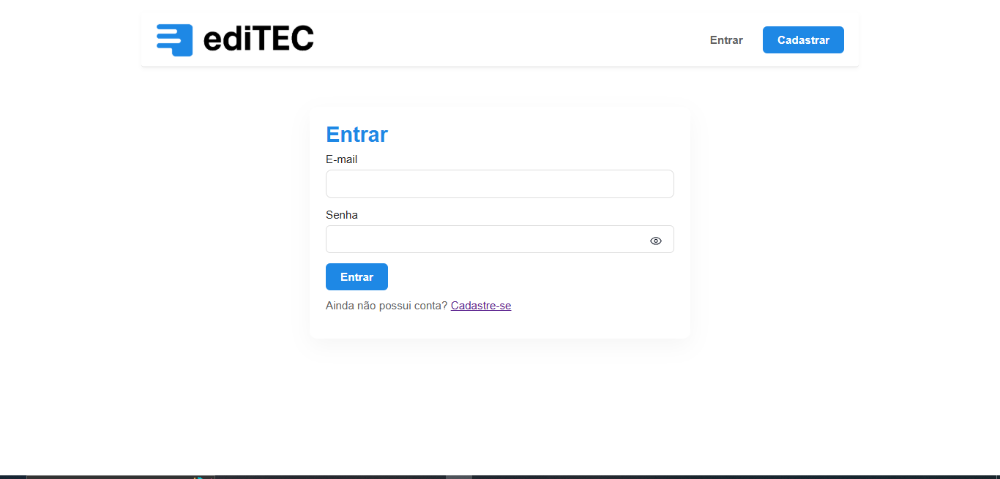 ediTEC
Entrar
Cadastrar
Entrar
E-mail
Senha
Entrar
Ainda não possui conta? Cadastre-se